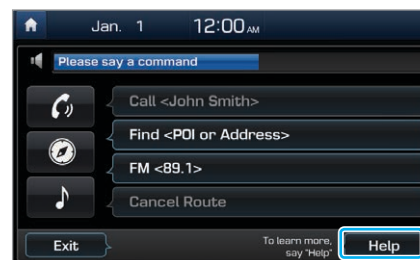 Jan. 1 12:00 AM
Please say a command
Call <John Smith>
Find <POI or Address>
FM <89.1>
Cancel Route
Exit
To learn more,
say "Help"
Help